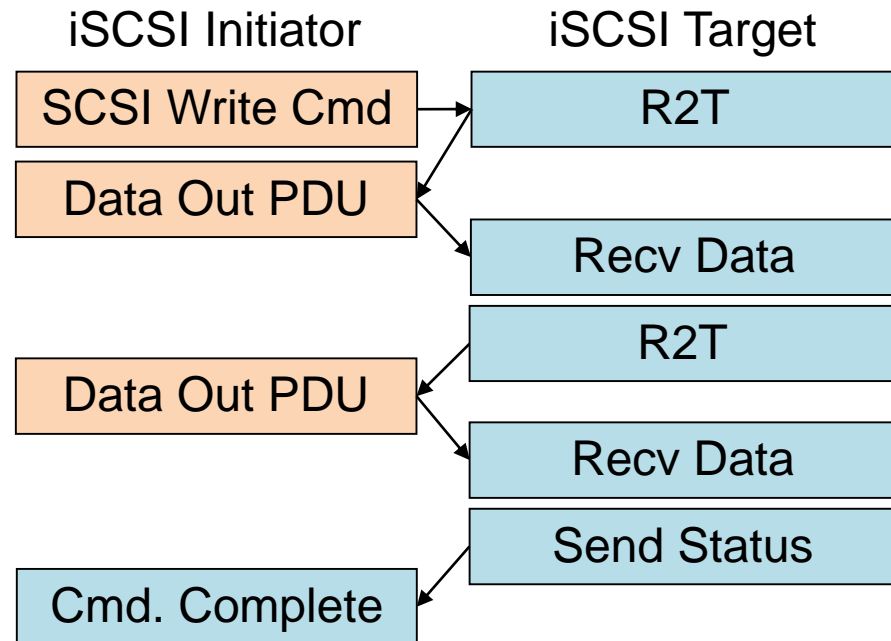 iSCSI Initiator
iSCSI Target
SCSI Write Cmd
R2T
Data Out PDU
Recv Data
R2T
Data Out PDU
Recv Data
Send Status
Cmd. Complete